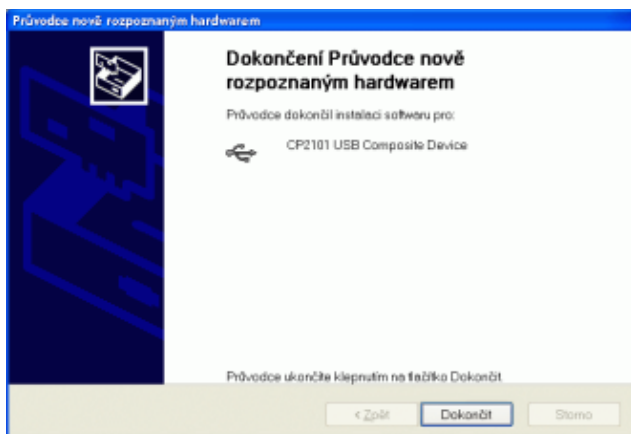 Průvodce nově rozpoznaným hardwarem
Dokončení Průvodce nově
rozpoznaným hardwarem
Průvodce dokončil instalaci softwaru pro:
CP2101 USB Composite Device
Průvodce ukončíte klepnutím na tlačítko Dokončit
< Zpět
Dokončit
Storno